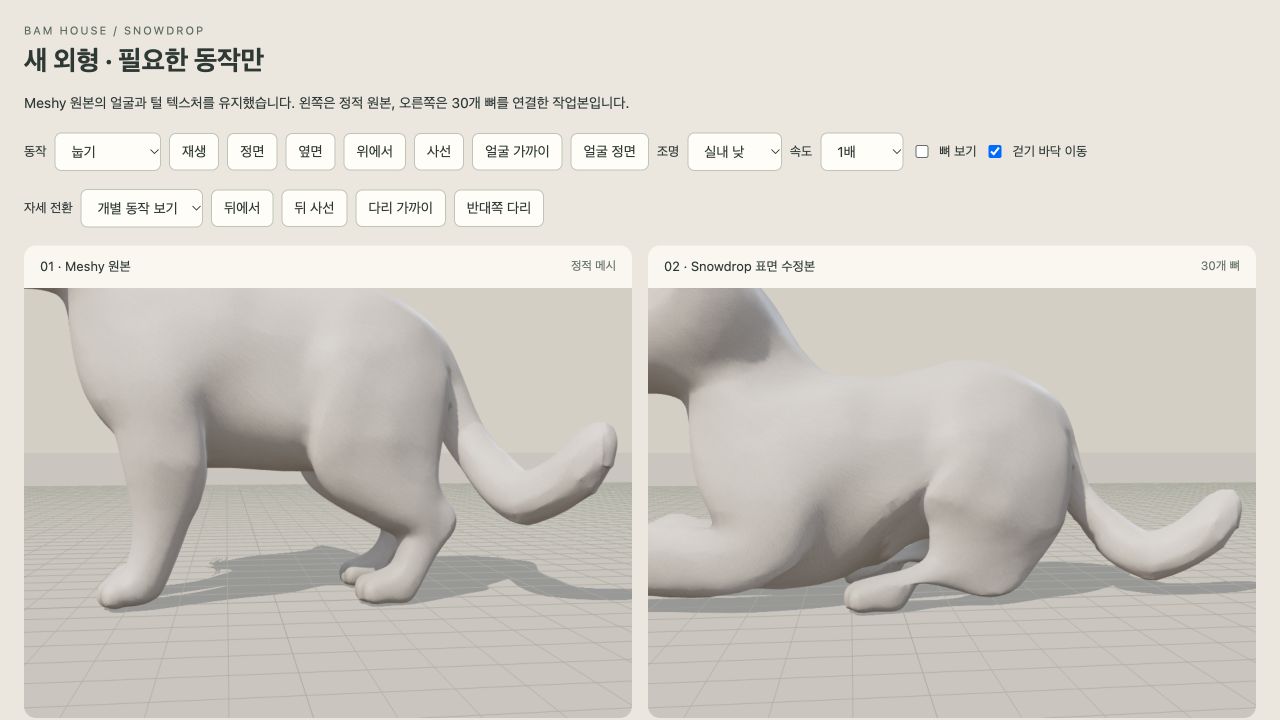 BAM HOUSE / SNOWDROP
새 외형 · 필요한 동작만
Meshy 원본의 얼굴과 털 텍스처를 유지했습니다. 왼쪽은 정적 원본, 오른쪽은 30개 뼈를 연결한 작업본입니다.
동작 눕기 재생 정면 옆면 위에서 사선 얼굴 가까이 얼굴 정면 조명 실내 낮 속도 1배 뼈 보기 걷기 바닥 이동
자세 전환 개별 동작 보기 뒤에서 뒤 사선 다리 가까이 반대쪽 다리
01 · Meshy 원본 정적 메시
02 · Snowdrop 표면 수정본 30개 뼈